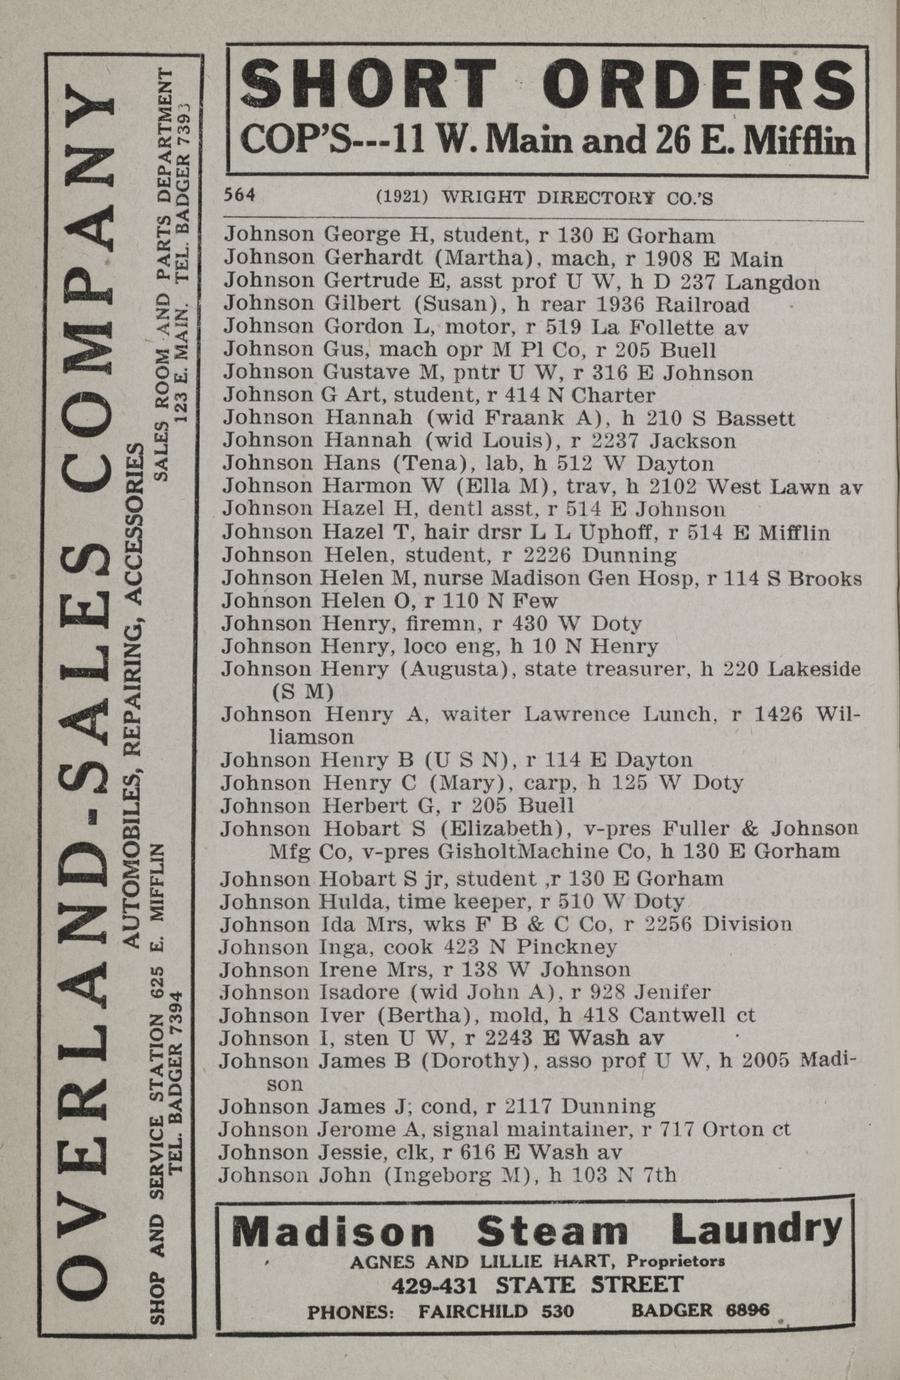 OVERLAND-SALES COMPANY
AUTOMOBILES, REPAIRING, ACCESSORIES
SHOP AND SERVICE STATION 625 E. MIFFLIN
TEL. BADGER 7394
SALES ROOM AND PARTS DEPARTMENT
123 E. MAIN. TEL. BADGER 7393
SHORT ORDERS
COP'S---11 W. Main and 26 E. Mifflin
564 (1921) WRIGHT DIRECTORY CO.'S
Johnson George H, student, r 130 E Gorham
Johnson Gerhardt (Martha), mach, r 1908 E Main
Johnson Gertrude E, asst prof U W, h D 237 Langdon
Johnson Gilbert (Susan), h rear 1936 Railroad
Johnson Gordon L, motor, r 519 La Follette av
Johnson Gus, mach opr M Pl Co, r 205 Buell
Johnson Gustave M, pntr U W, r 316 E Johnson
Johnson G Art, student, r 414 N Charter
Johnson Hannah (wid Fraank A), h 210 S Bassett
Johnson Hannah (wid Louis), r 2237 Jackson
Johnson Hans (Tena), lab, h 512 W Dayton
Johnson Harmon W (Ella M), trav, h 2102 West Lawn av
Johnson Hazel H, dentl asst, r 514 E Johnson
Johnson Hazel T, hair drsr L L Uphoff, r 514 E Mifflin
Johnson Helen, student, r 2226 Dunning
Johnson Helen M, nurse Madison Gen Hosp, r 114 S Brooks
Johnson Helen O, r 110 N Few
Johnson Henry, firemn, r 430 W Doty
Johnson Henry, loco eng, h 10 N Henry
Johnson Henry (Augusta), state treasurer, h 220 Lakeside
(S M)
Johnson Henry A, waiter Lawrence Lunch, r 1426 Wil-
liamson
Johnson Henry B (U S N), r 114 E Dayton
Johnson Henry C (Mary), carp, h 125 W Doty
Johnson Herbert G, r 205 Buell
Johnson Hobart S (Elizabeth), v-pres Fuller & Johnson
Mfg Co, v-pres GisholtMachine Co, h 130 E Gorham
Johnson Hobart S jr, student ,r 130 E Gorham
Johnson Hulda, time keeper, r 510 W Doty
Johnson Ida Mrs, wks F B & C Co, r 2256 Division
Johnson Inga, cook 423 N Pinckney
Johnson Irene Mrs, r 138 W Johnson
Johnson Isadore (wid John A), r 928 Jenifer
Johnson Iver (Bertha), mold, h 418 Cantwell ct
Johnson I, sten U W, r 2243 E Wash av
Johnson James B (Dorothy), asso prof U W, h 2005 Madi-
son
Johnson James J; cond, r 2117 Dunning
Johnson Jerome A, signal maintainer, r 717 Orton ct
Johnson Jessie, clk, r 616 E Wash av
Johnson John (Ingeborg M), h 103 N 7th
Madison Steam Laundry
AGNES AND LILLIE HART, Proprietors
429-431 STATE STREET
PHONES: FAIRCHILD 530 BADGER 6896